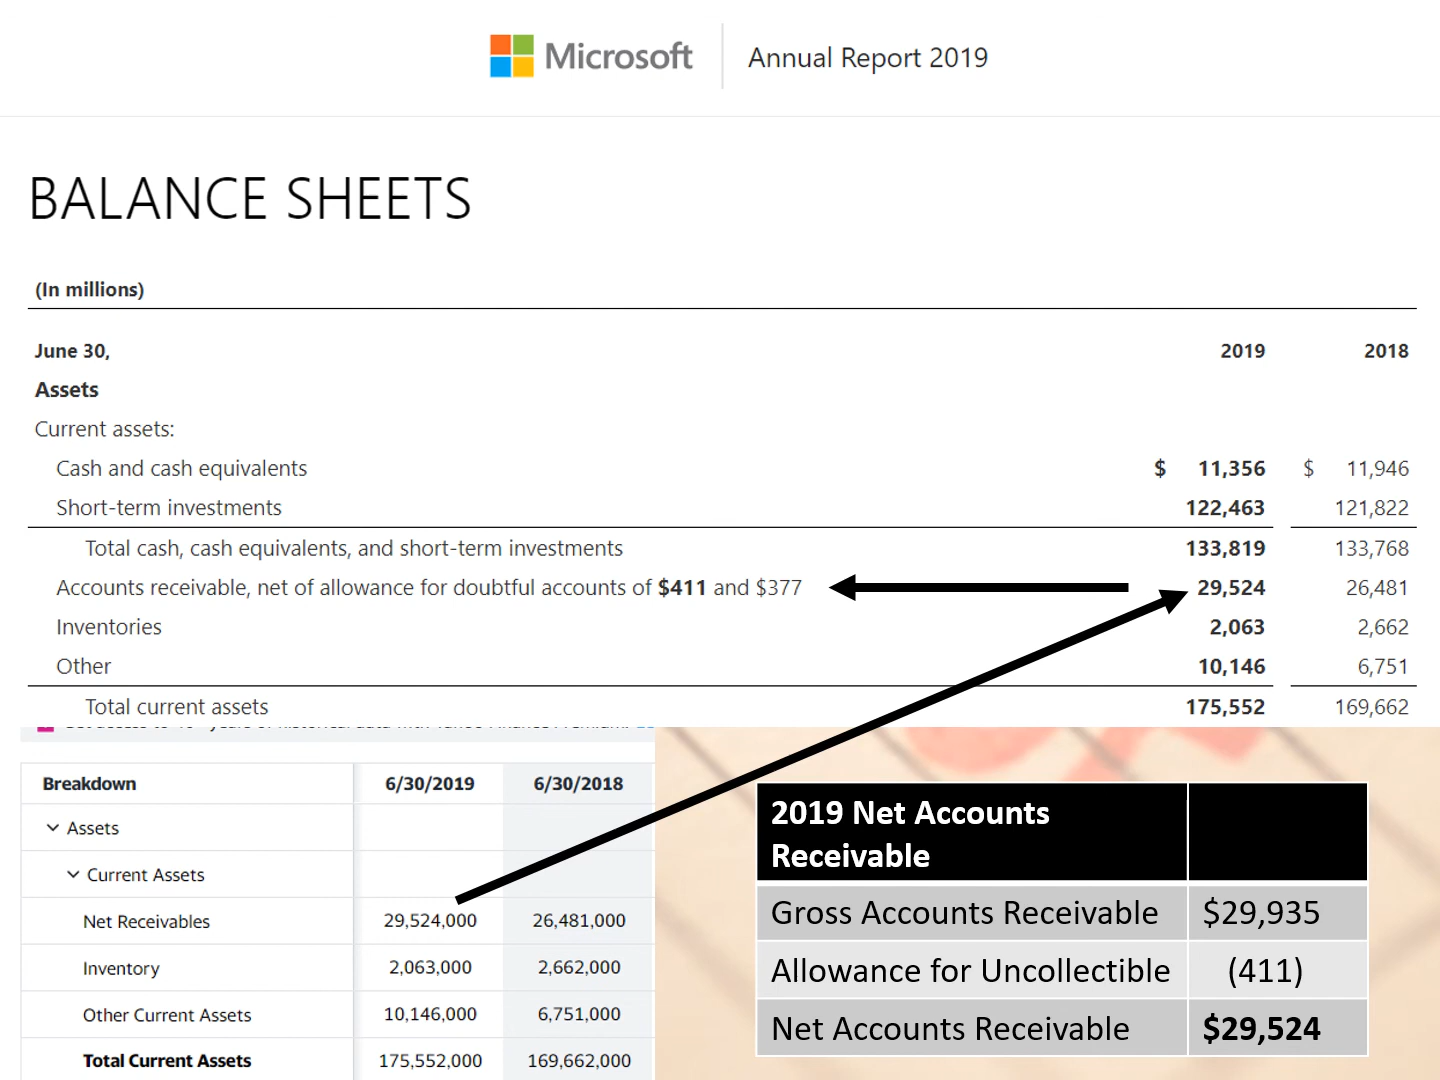 Microsoft | Annual Report 2019
BALANCE SHEETS
(In millions)
June 30, 2019 2018
Assets
Current assets:
Cash and cash equivalents $ 11,356 $ 11,946
Short-term investments 122,463 121,822
Total cash, cash equivalents, and short-term investments 133,819 133,768
Accounts receivable, net of allowance for doubtful accounts of $411 and $377 29,524 26,481
Inventories 2,063 2,662
Other 10,146 6,751
Total current assets 175,552 169,662
Breakdown 6/30/2019 6/30/2018
Assets
Current Assets
Net Receivables 29,524,000 26,481,000
Inventory 2,063,000 2,662,000
Other Current Assets 10,146,000 6,751,000
Total Current Assets 175,552,000 169,662,000
2019 Net Accounts
Receivable
Gross Accounts Receivable $29,935
Allowance for Uncollectible (411)
Net Accounts Receivable $29,524